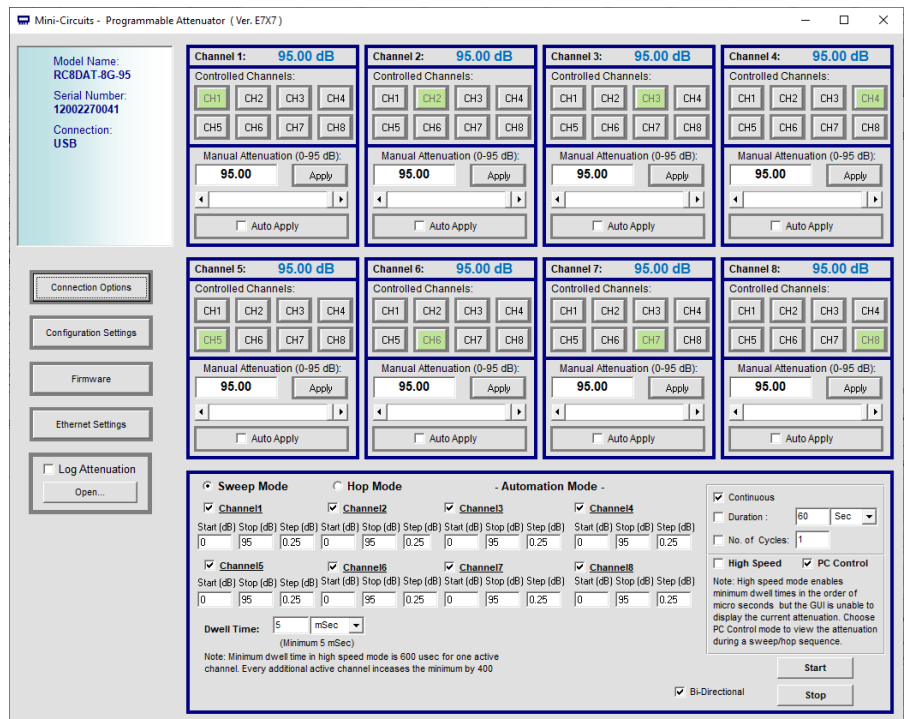 Mini-Circuits - Programmable Attenuator ( Ver. E7X7 )
Model Name:
RC8DAT-8G-95
Serial Number:
12002270041
Connection:
USB
Connection Options
Configuration Settings
Firmware
Ethernet Settings
Log Attenuation
Open...
Channel 1: 95.00 dB
Controlled Channels:
CH1 CH2 CH3 CH4
CH5 CH6 CH7 CH8
Manual Attenuation (0-95 dB):
95.00 Apply
Auto Apply
Channel 2: 95.00 dB
Controlled Channels:
CH1 CH2 CH3 CH4
CH5 CH6 CH7 CH8
Manual Attenuation (0-95 dB):
95.00 Apply
Auto Apply
Channel 3: 95.00 dB
Controlled Channels:
CH1 CH2 CH3 CH4
CH5 CH6 CH7 CH8
Manual Attenuation (0-95 dB):
95.00 Apply
Auto Apply
Channel 4: 95.00 dB
Controlled Channels:
CH1 CH2 CH3 CH4
CH5 CH6 CH7 CH8
Manual Attenuation (0-95 dB):
95.00 Apply
Auto Apply
Channel 5: 95.00 dB
Controlled Channels:
CH1 CH2 CH3 CH4
CH5 CH6 CH7 CH8
Manual Attenuation (0-95 dB):
95.00 Apply
Auto Apply
Channel 6: 95.00 dB
Controlled Channels:
CH1 CH2 CH3 CH4
CH5 CH6 CH7 CH8
Manual Attenuation (0-95 dB):
95.00 Apply
Auto Apply
Channel 7: 95.00 dB
Controlled Channels:
CH1 CH2 CH3 CH4
CH5 CH6 CH7 CH8
Manual Attenuation (0-95 dB):
95.00 Apply
Auto Apply
Channel 8: 95.00 dB
Controlled Channels:
CH1 CH2 CH3 CH4
CH5 CH6 CH7 CH8
Manual Attenuation (0-95 dB):
95.00 Apply
Auto Apply
Sweep Mode Hop Mode - Automation Mode -
Channel1 Channel2 Channel3 Channel4
Start (dB) Stop (dB) Step (dB) Start (dB) Stop (dB) Step (dB) Start (dB) Stop (dB) Step (dB) Start (dB) Stop (dB) Step (dB)
0 95 0.25 0 95 0.25 0 95 0.25 0 95 0.25
Channel5 Channel6 Channel7 Channel8
Start (dB) Stop (dB) Step (dB) Start (dB) Stop (dB) Step (dB) Start (dB) Stop (dB) Step (dB) Start (dB) Stop (dB) Step (dB)
0 95 0.25 0 95 0.25 0 95 0.25 0 95 0.25
Dwell Time: 5 mSec
(Minimum 5 mSec)
Note: Minimum dwell time in high speed mode is 600 usec for one active
channel. Every additional active channel inceases the minimum by 400
Continuous
Duration : 60 Sec
No. of Cycles: 1
High Speed PC Control
Note: High speed mode enables
minimum dwell times in the order of
micro seconds but the GUI is unable to
display the current attenuation. Choose
PC Control mode to view the attenuation
during a sweep/hop sequence.
Start
Bi-Directional Stop